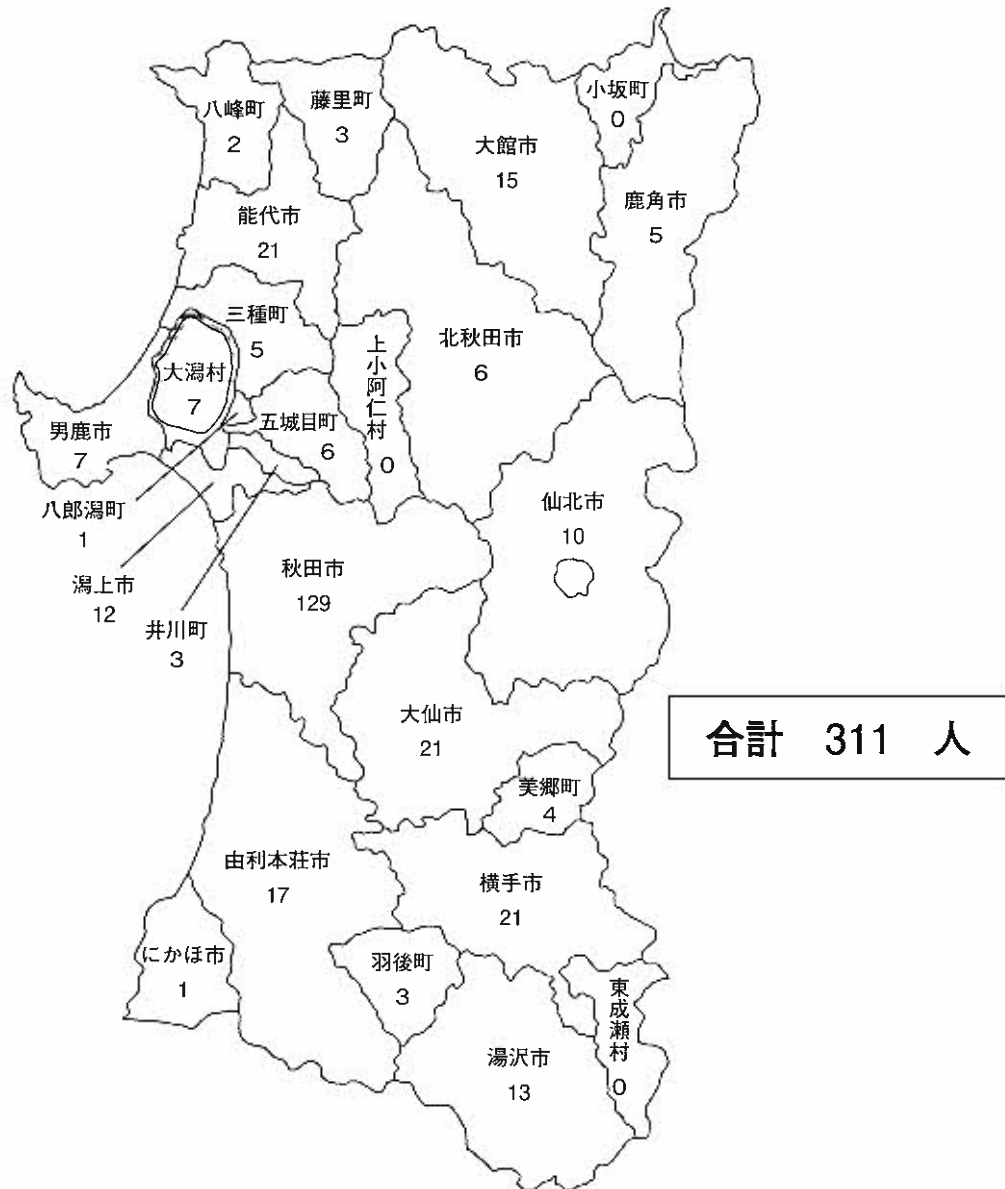 小坂町
0
八峰町
2
藤里町
3
大館市
15
鹿角市
5
能代市
21
三種町
5
北秋田市
6
上小阿仁村
0
大潟村
7
男鹿市
7
五城目町
6
八郎潟町
1
潟上市
12
井川町
3
仙北市
10
秋田市
129
大仙市
21
合計 311 人
美郷町
4
由利本荘市
17
横手市
21
にかほ市
1
羽後町
3
東成瀬村
0
湯沢市
13